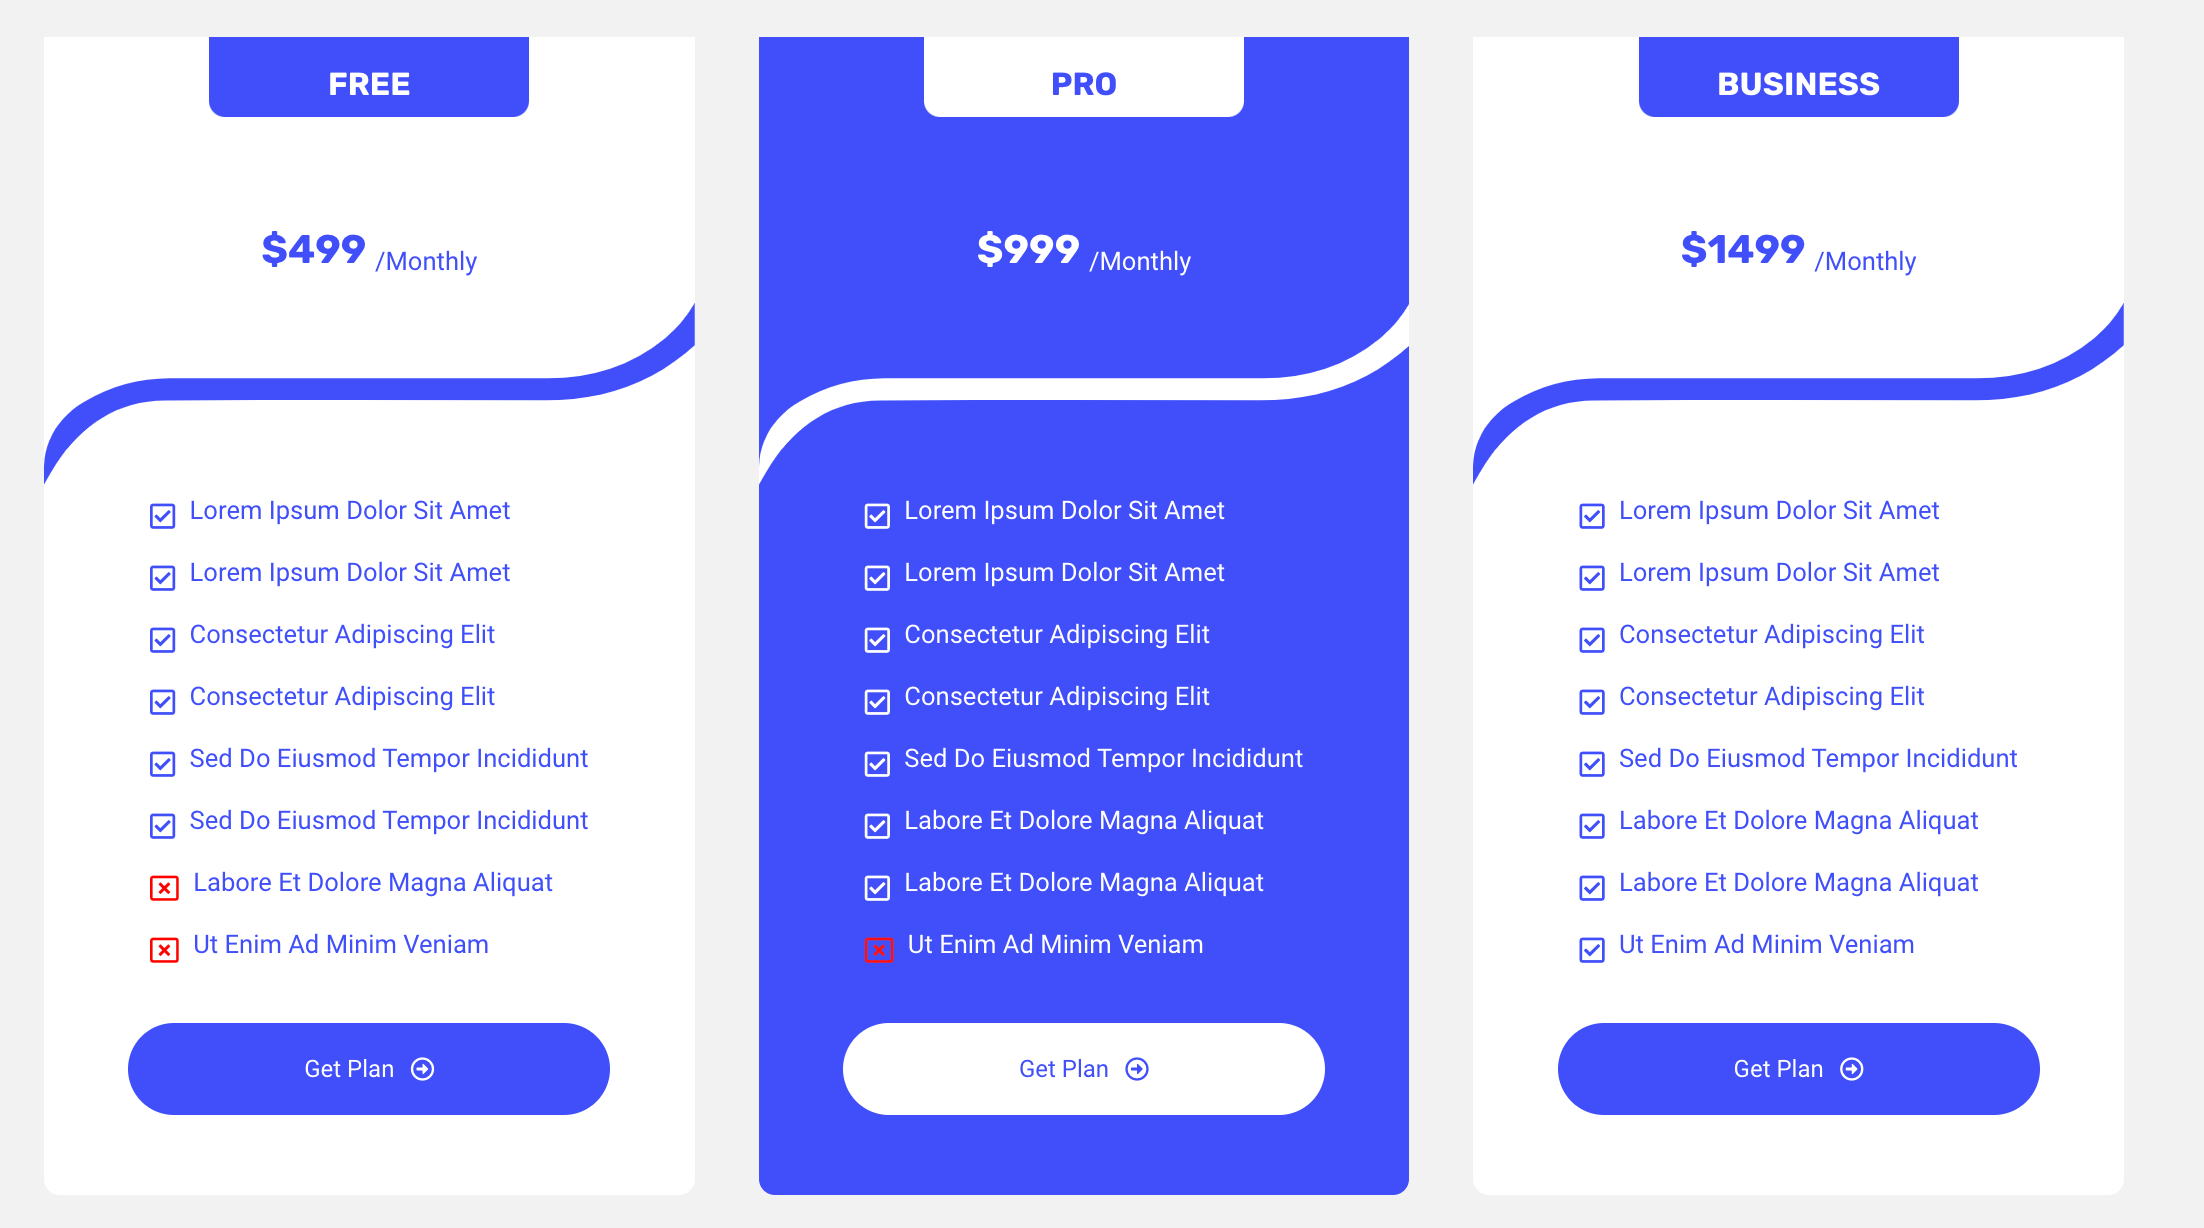 FREE
$499 /Monthly
Lorem Ipsum Dolor Sit Amet
Lorem Ipsum Dolor Sit Amet
Consectetur Adipiscing Elit
Consectetur Adipiscing Elit
Sed Do Eiusmod Tempor Incididunt
Sed Do Eiusmod Tempor Incididunt
Labore Et Dolore Magna Aliquat
Ut Enim Ad Minim Veniam
Get Plan
PRO
$999 /Monthly
Lorem Ipsum Dolor Sit Amet
Lorem Ipsum Dolor Sit Amet
Consectetur Adipiscing Elit
Consectetur Adipiscing Elit
Sed Do Eiusmod Tempor Incididunt
Labore Et Dolore Magna Aliquat
Labore Et Dolore Magna Aliquat
Ut Enim Ad Minim Veniam
Get Plan
BUSINESS
$1499 /Monthly
Lorem Ipsum Dolor Sit Amet
Lorem Ipsum Dolor Sit Amet
Consectetur Adipiscing Elit
Consectetur Adipiscing Elit
Sed Do Eiusmod Tempor Incididunt
Labore Et Dolore Magna Aliquat
Labore Et Dolore Magna Aliquat
Ut Enim Ad Minim Veniam
Get Plan